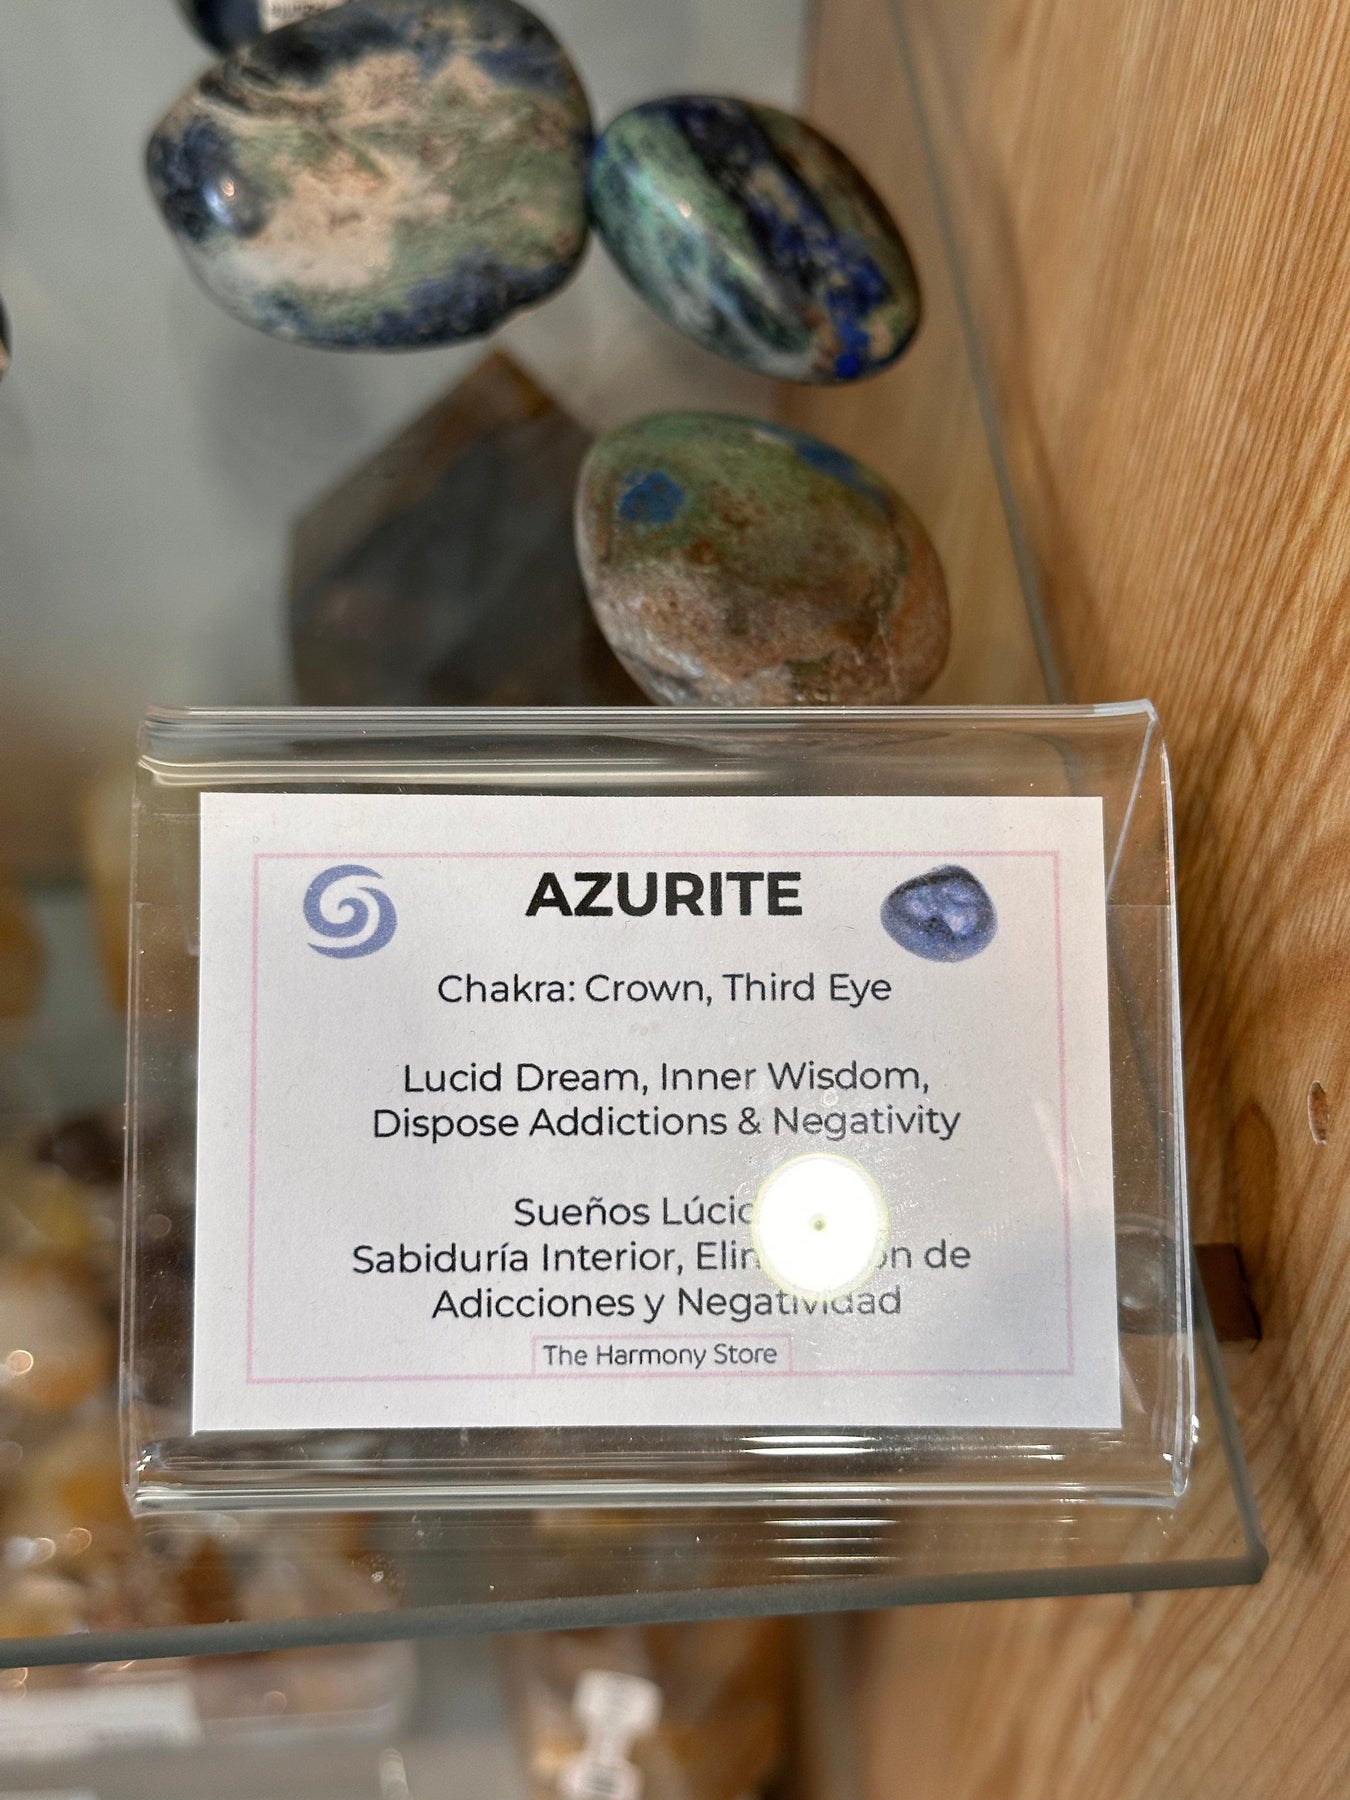 AZURITE
Chakra: Crown, Third Eye
Lucid Dream, Inner Wisdom,
Dispose Addictions & Negativity
Sueños
Sabiduría Interior, de
Adicciones y Negatividad
The Harmony Store